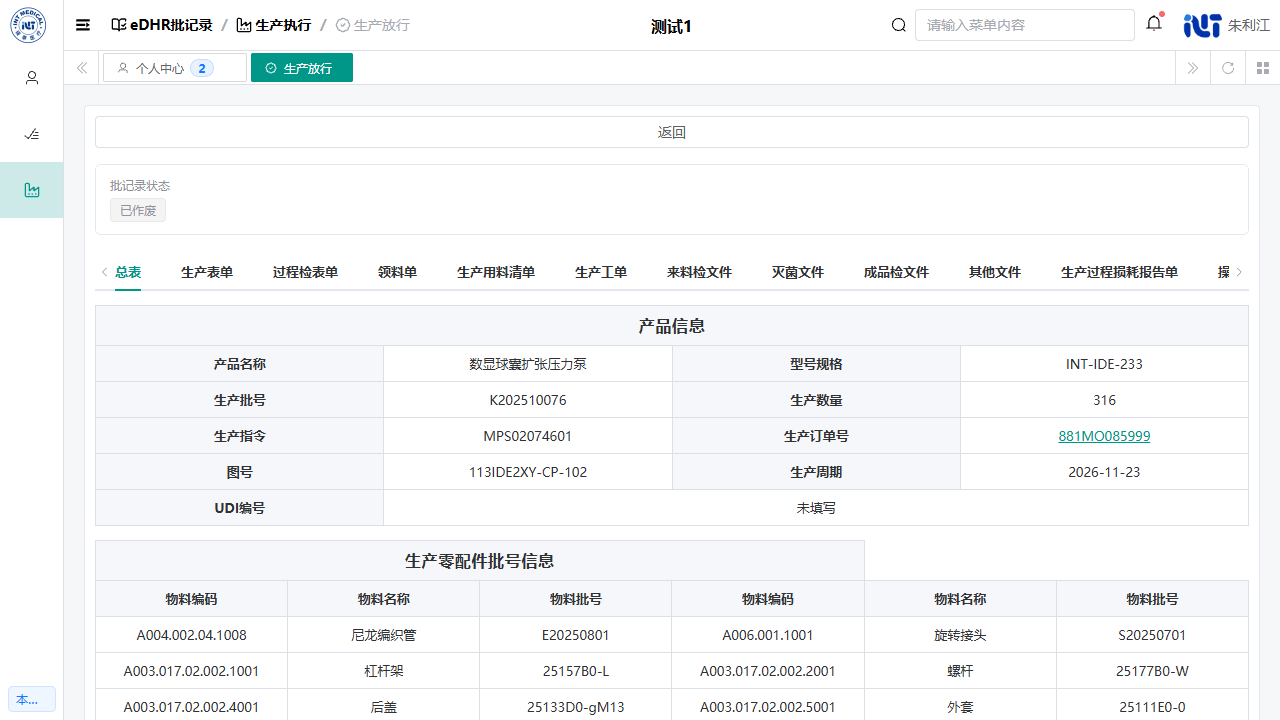 eDHR批记录 / 生产执行 / 生产放行
测试1
请输入菜单内容
朱利江
个人中心 2
生产放行
返回
批记录状态
已作废
总表 生产表单 过程检表单 领料单 生产用料清单 生产工单 来料检文件 灭菌文件 成品检文件 其他文件 生产过程损耗报告单 操
产品信息
产品名称 数显球囊扩张压力泵 型号规格 INT-IDE-233
生产批号 K202510076 生产数量 316
生产指令 MPS02074601 生产订单号 881MO085999
图号 113IDE2XY-CP-102 生产周期 2026-11-23
UDI编号 未填写
生产零配件批号信息
物料编码 物料名称 物料批号 物料编码 物料名称 物料批号
A004.002.04.1008 尼龙编织管 E20250801 A006.001.1001 旋转接头 S20250701
A003.017.02.002.1001 杠杆架 25157B0-L A003.017.02.002.2001 螺杆 25177B0-W
A003.017.02.002.4001 后盖 25133D0-gM13 A003.017.02.002.5001 外套 25111E0-0
本...